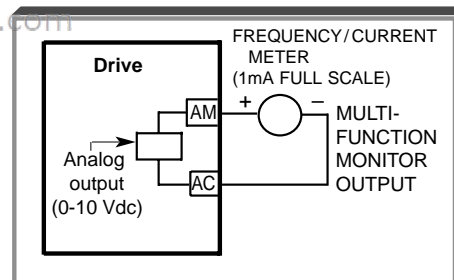 .com
FREQUENCY/CURRENT
METER
(1mA FULL SCALE)
Drive
AM
+
−
MULTI-
FUNCTION
MONITOR
OUTPUT
Analog
output
(0-10 Vdc)
AC